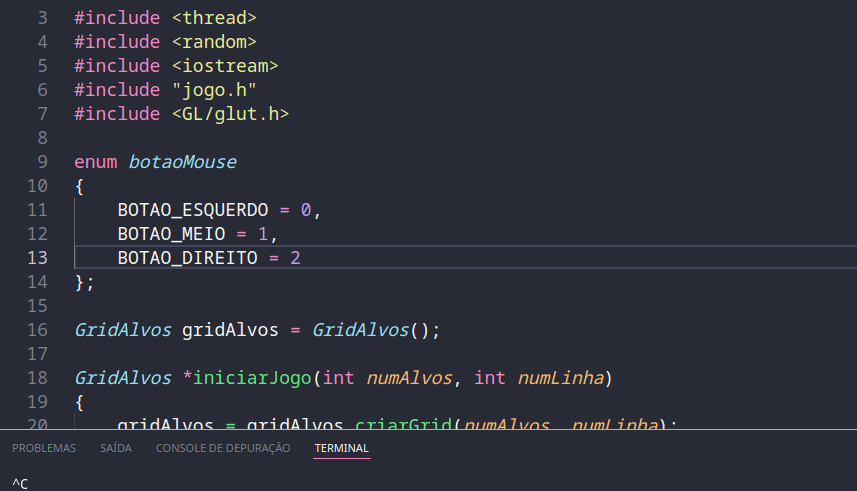 3 #include <thread>
4 #include <random>
5 #include <iostream>
6 #include "jogo.h"
7 #include <GL/glut.h>
8
9 enum botaoMouse
10 {
11 BOTAO_ESQUERDO = 0,
12 BOTAO_MEIO = 1,
13 BOTAO_DIREITO = 2
14 };
15
16 GridAlvos gridAlvos = GridAlvos();
17
18 GridAlvos *iniciarJogo(int numAlvos, int numLinha)
19 {
20 gridAlvos = gridAlvos.criarGrid(numAlvos, numLinha);
PROBLEMAS SAÍDA CONSOLE DE DEPURAÇÃO TERMINAL
^C